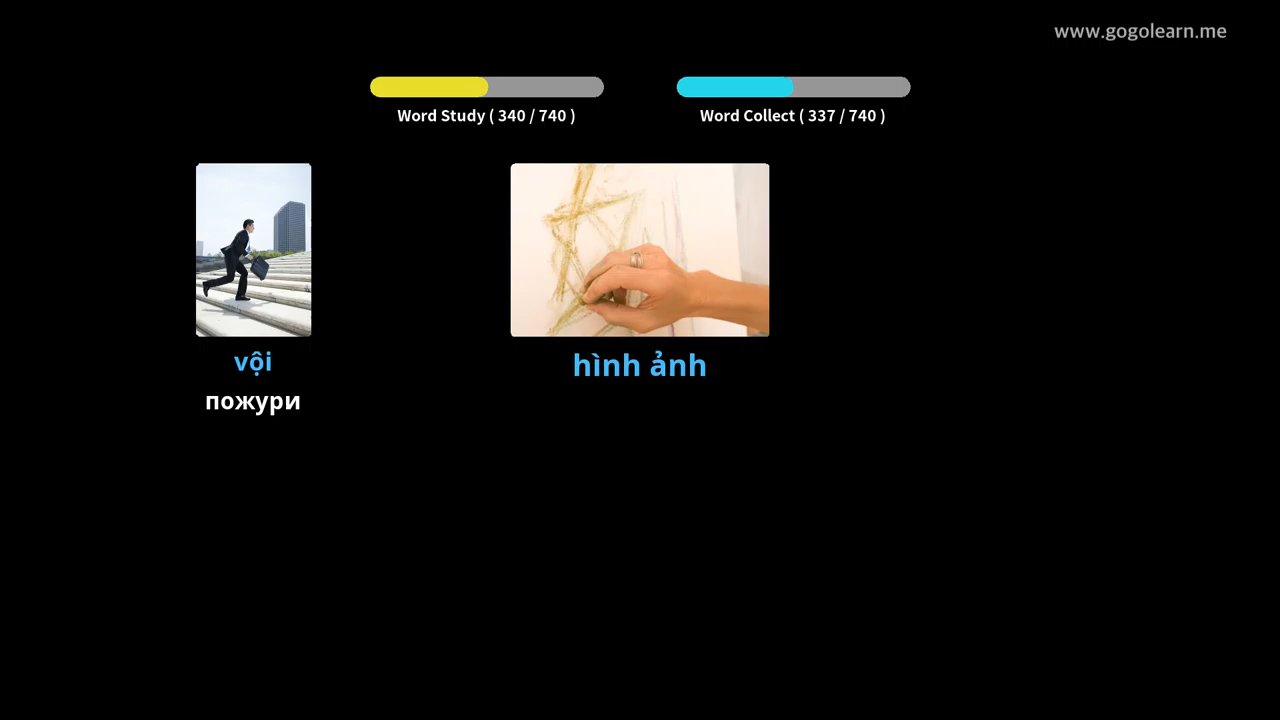 www.gogolearn.me
Word Study ( 340 / 740 )
Word Collect ( 337 / 740 )
vội
пожури
hình ảnh